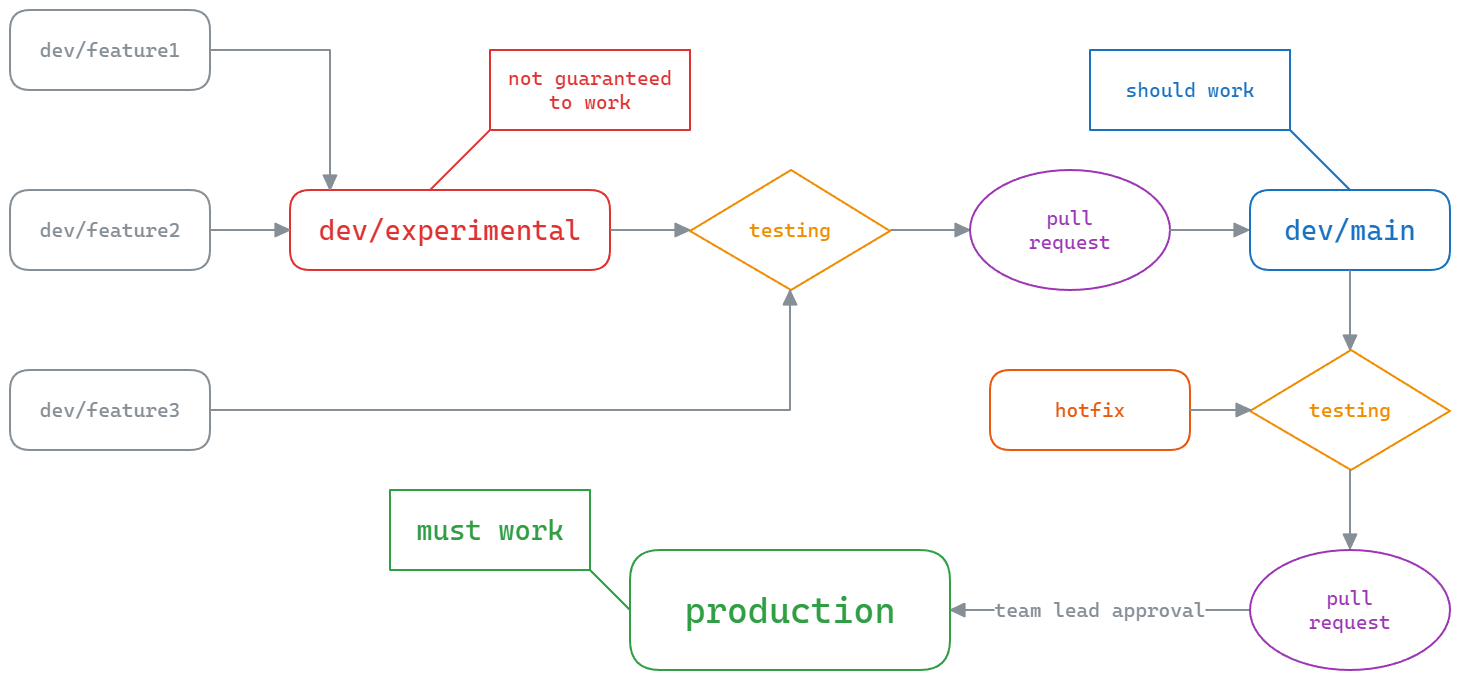 dev/feature1
not guaranteed
to work
should work
dev/feature2
dev/experimental
testing
pull
request
dev/main
dev/feature3
hotfix
testing
must work
production
team lead approval
pull
request